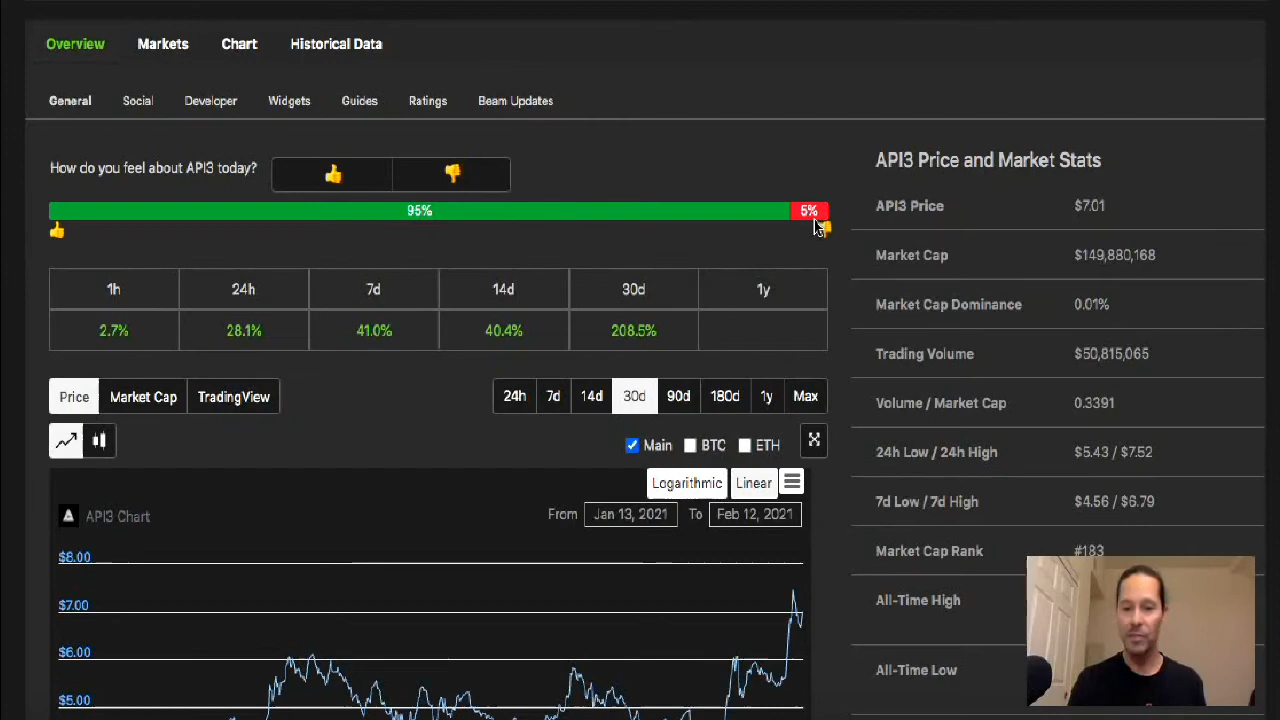 Overview Markets Chart Historical Data
General Social Developer Widgets Guides Ratings Beam Updates
How do you feel about API3 today?
95% 5%
1h 24h 7d 14d 30d 1y
2.7% 28.1% 41.0% 40.4% 208.5%
Price Market Cap TradingView
24h 7d 14d 30d 90d 180d 1y Max
Main BTC ETH
Logarithmic Linear
API3 Chart
From Jan 13, 2021 To Feb 12, 2021
$8.00
$7.00
$6.00
$5.00
API3 Price and Market Stats
API3 Price $7.01
Market Cap $149,880,168
Market Cap Dominance 0.01%
Trading Volume $50,815,065
Volume / Market Cap 0.3391
24h Low / 24h High $5.43 / $7.52
7d Low / 7d High $4.56 / $6.79
Market Cap Rank #183
All-Time High
All-Time Low